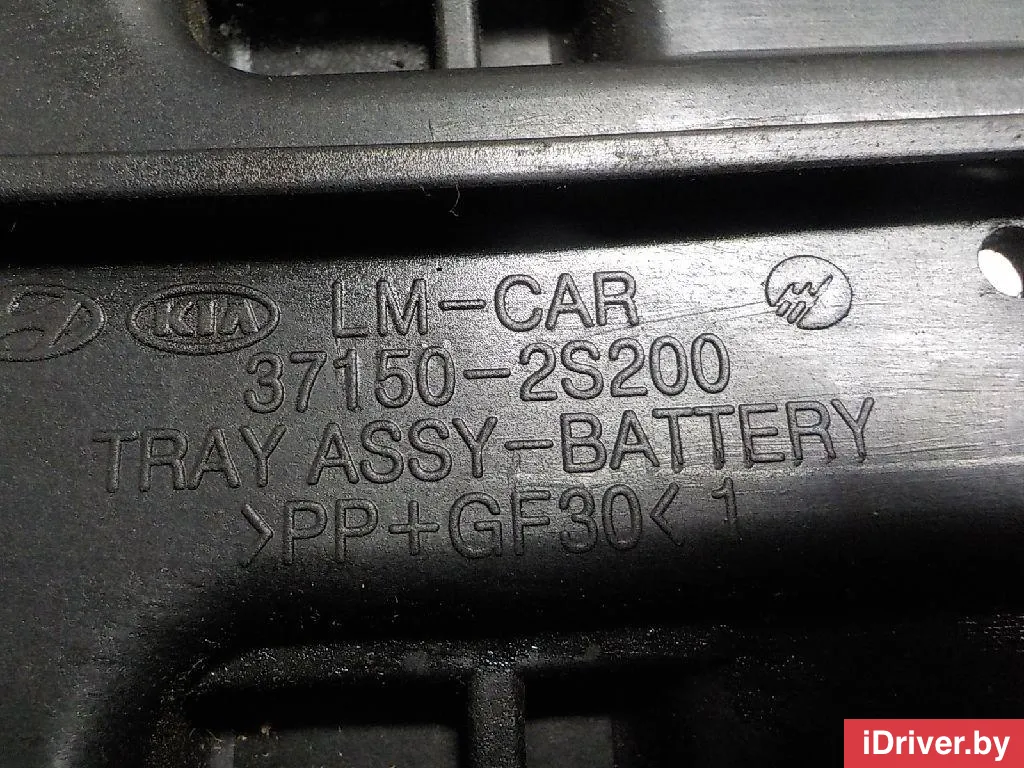 KIA LM-CAR
37150-2S200
TRAY ASSY-BATTERY
>PP+GF30< 1
iDriver.by